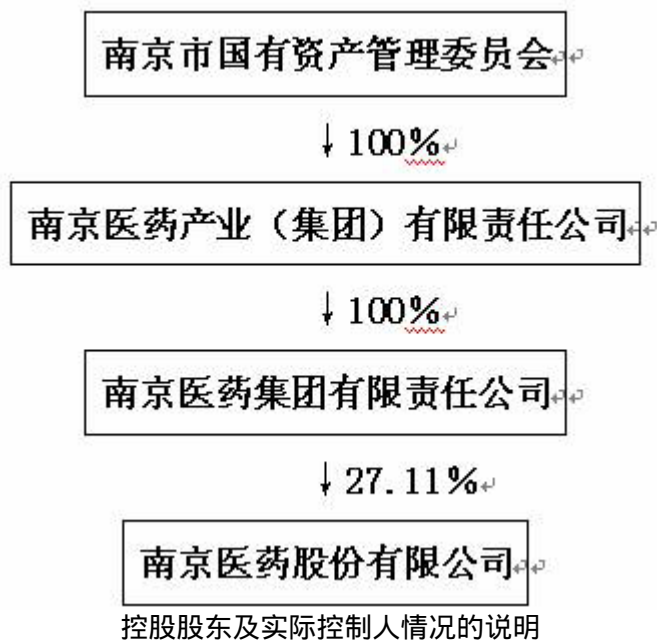 南京市国有资产管理委员会
↓ 100%
南京医药产业（集团）有限责任公司
↓ 100%
南京医药集团有限责任公司
↓ 27.11%
南京医药股份有限公司
控股股东及实际控制人情况的说明